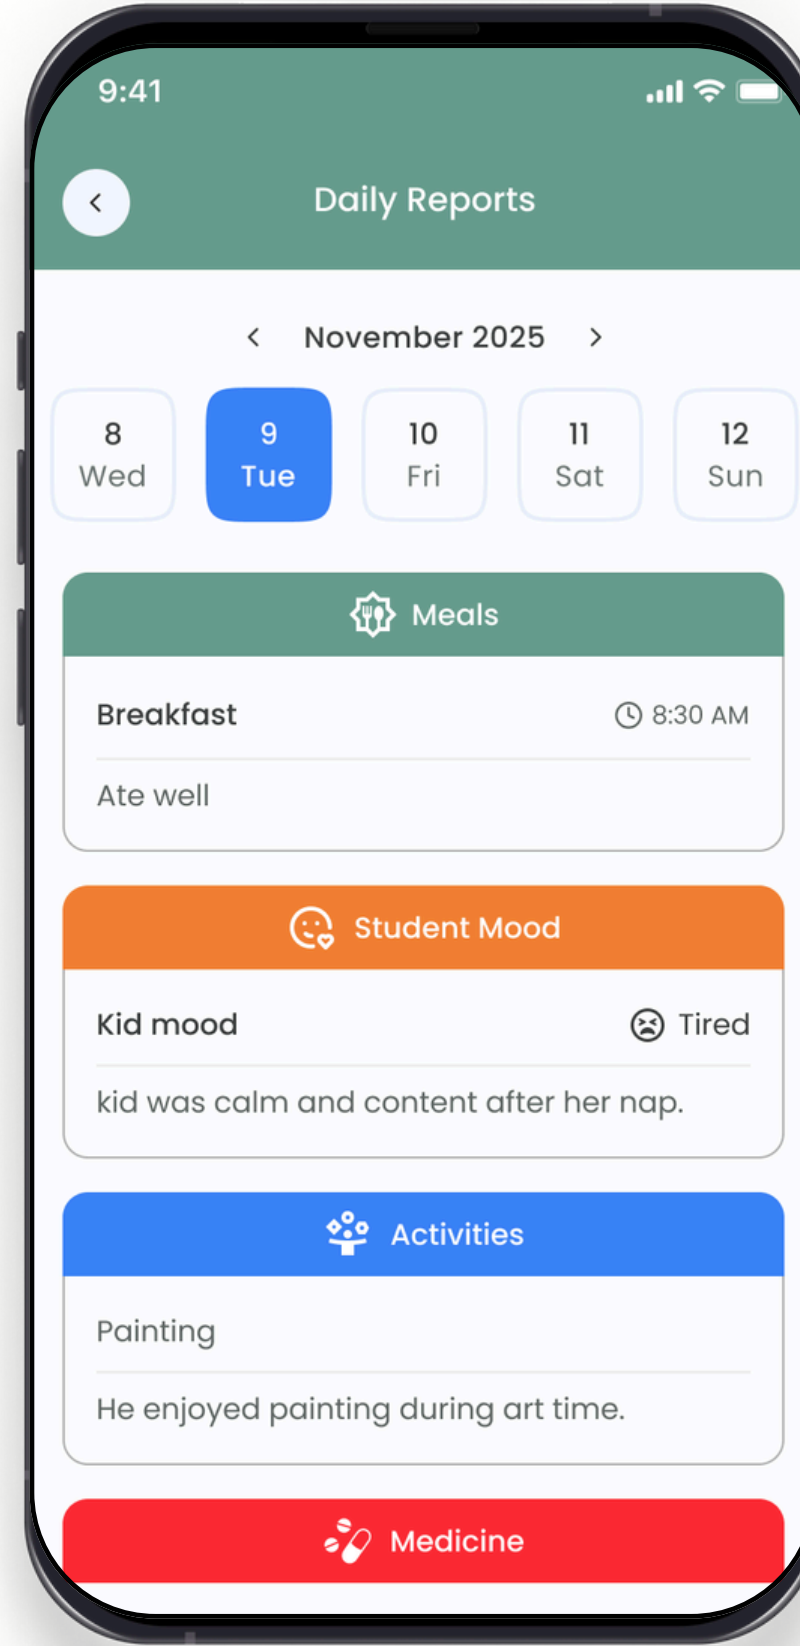 9:41
Daily Reports
November 2025
8 9 10 11 12
Wed Tue Fri Sat Sun
Meals
Breakfast 8:30 AM
Ate well
Student Mood
Kid mood Tired
kid was calm and content after her nap.
Activities
Painting
He enjoyed painting during art time.
Medicine